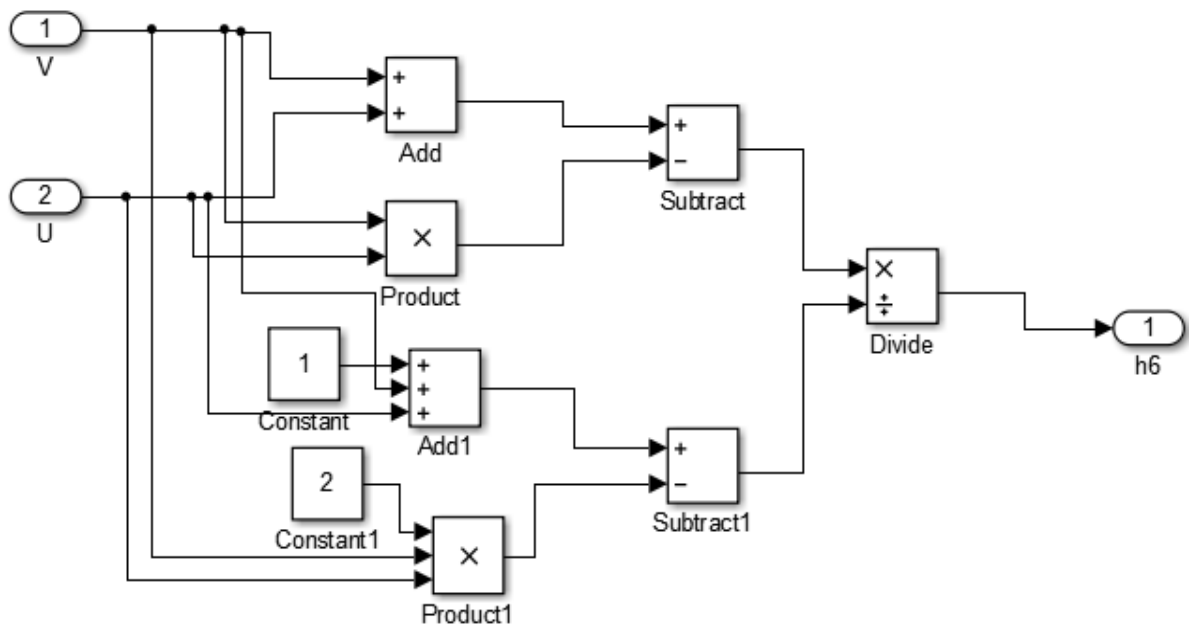 1
V
+
+
Add
+
−
Subtract
2
U
×
Product
×
÷
Divide
1
h6
1
Constant
+
+
+
Add1
2
Constant1
+
−
Subtract1
×
Product1